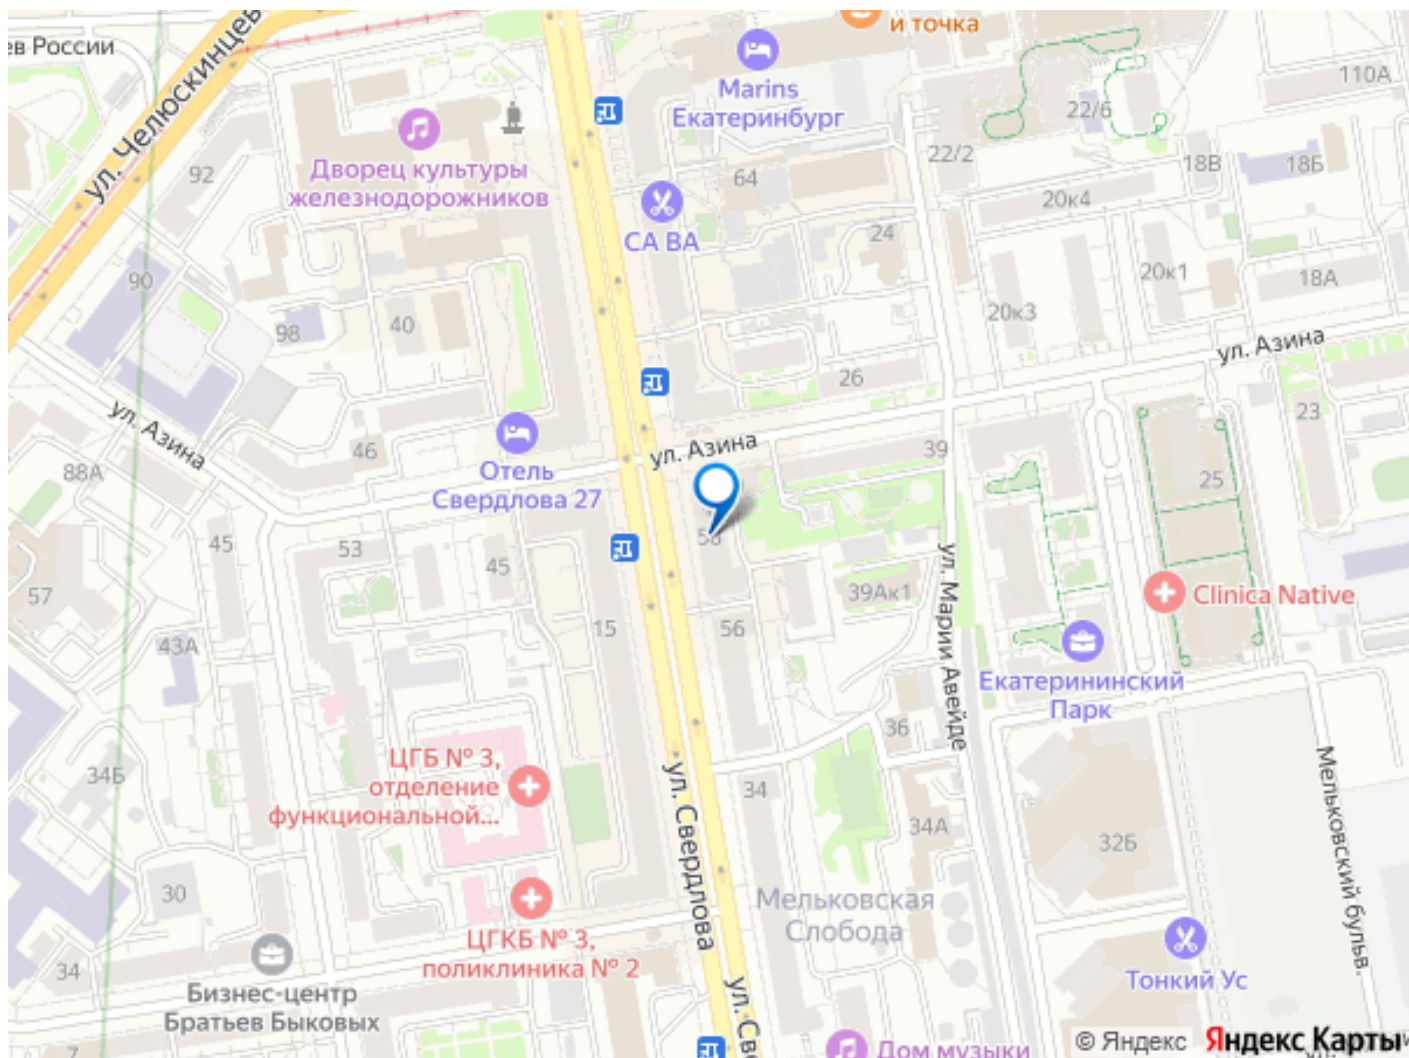 и точка
ев России
Marins
Екатеринбург
110А
22/6
ул. Челюскинцев
Дворец культуры
железнодорожников
92
22/2
18В
18Б
64
20к4
СА ВА
24
20к1
18А
90
98
40
20к3
ул. Азина
26
23
ул. Азина
46
Отель
Свердлова 27
ул. Азина
39
88А
25
58
45
53
45
57
39Ак1
ул. Марии Авейде
Clinica Native
43А
15
56
Екатерининский
Парк
36
34Б
ЦГБ № 3,
отделение
функциональной...
34
34А
32Б
ул. Свердлова
Мельковский бульв.
30
Мельковская
Слобода
ЦГКБ № 3,
поликлиника № 2
34
Бизнес-центр
Братьев Быковых
Тонкий Ус
ул. Све
7
Дом музыки
© Яндекс
Яндекс Карты